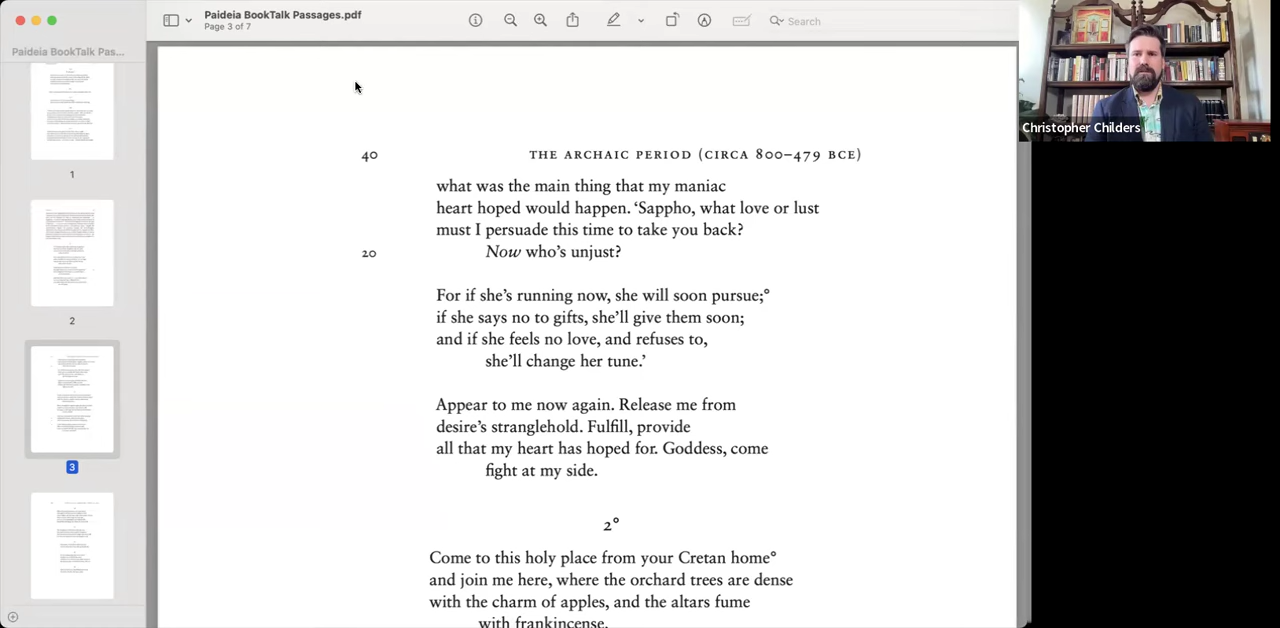 Paideia BookTalk Passages.pdf
Page 3 of 7
Search
Paideia BookTalk Pas...
1
2
3
Christopher Childers
40 THE ARCHAIC PERIOD (CIRCA 800–479 BCE)
what was the main thing that my maniac
heart hoped would happen. ‘Sappho, what love or lust
must I persuade this time to take you back?
20 Now who’s unjust?
For if she’s running now, she will soon pursue;°
if she says no to gifts, she’ll give them soon;
and if she feels no love, and refuses to,
she’ll change her tune.’
Appear to me now again. Release me from
desire’s stranglehold. Fulfill, provide
all that my heart has hoped for. Goddess, come
fight at my side.
2°
Come to this holy place from your Cretan home°
and join me here, where the orchard trees are dense
with the charm of apples, and the altars fume
with frankincense.